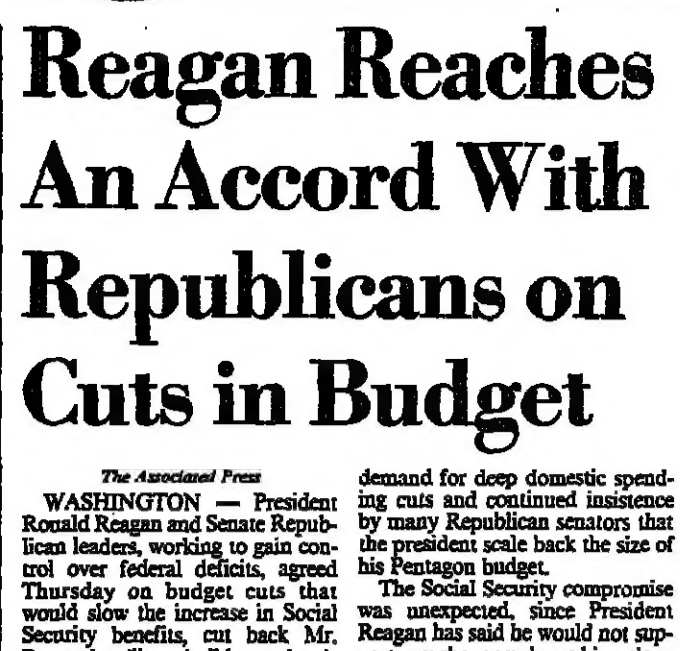 Reagan Reaches
An Accord With
Republicans on
Cuts in Budget
The Associated Press
WASHINGTON — President
Ronald Reagan and Senate Repub-
lican leaders, working to gain con-
trol over federal deficits, agreed
Thursday on budget cuts that
would slow the increase in Social
Security benefits, cut back Mr.
demand for deep domestic spend-
ing cuts and continued insistence
by many Republican senators that
the president scale back the size of
his Pentagon budget.
The Social Security compromise
was unexpected, since President
Reagan has said he would not sup-